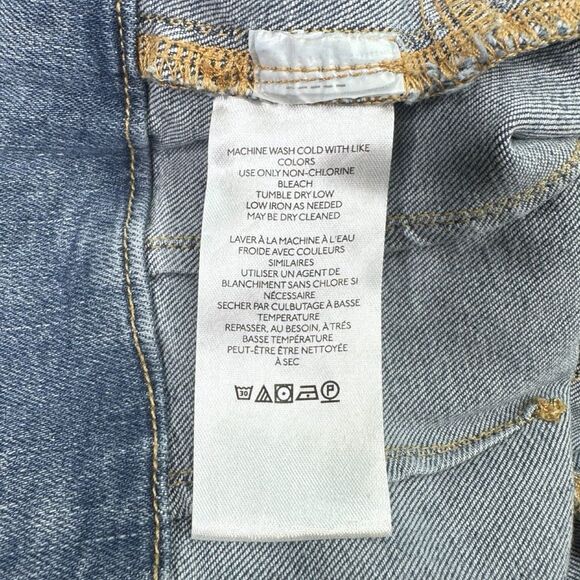 MACHINE WASH COLD WITH LIKE
COLORS
USE ONLY NON-CHLORINE
BLEACH
TUMBLE DRY LOW
LOW IRON AS NEEDED
MAY BE DRY CLEANED
LAVER À LA MACHINE À L'EAU
FROIDE AVEC COULEURS
SIMILAIRES
UTILISER UN AGENT DE
BLANCHIMENT SANS CHLORE SI
NÉCESSAIRE
SECHER PAR CULBUTAGE À BASSE
TEMPERATURE
REPASSER, AU BESOIN, À TRÉS
BASSE TEMPÉRATURE
PEUT-ÊTRE ÊTRE NETTOYÉE
À SEC
30 P